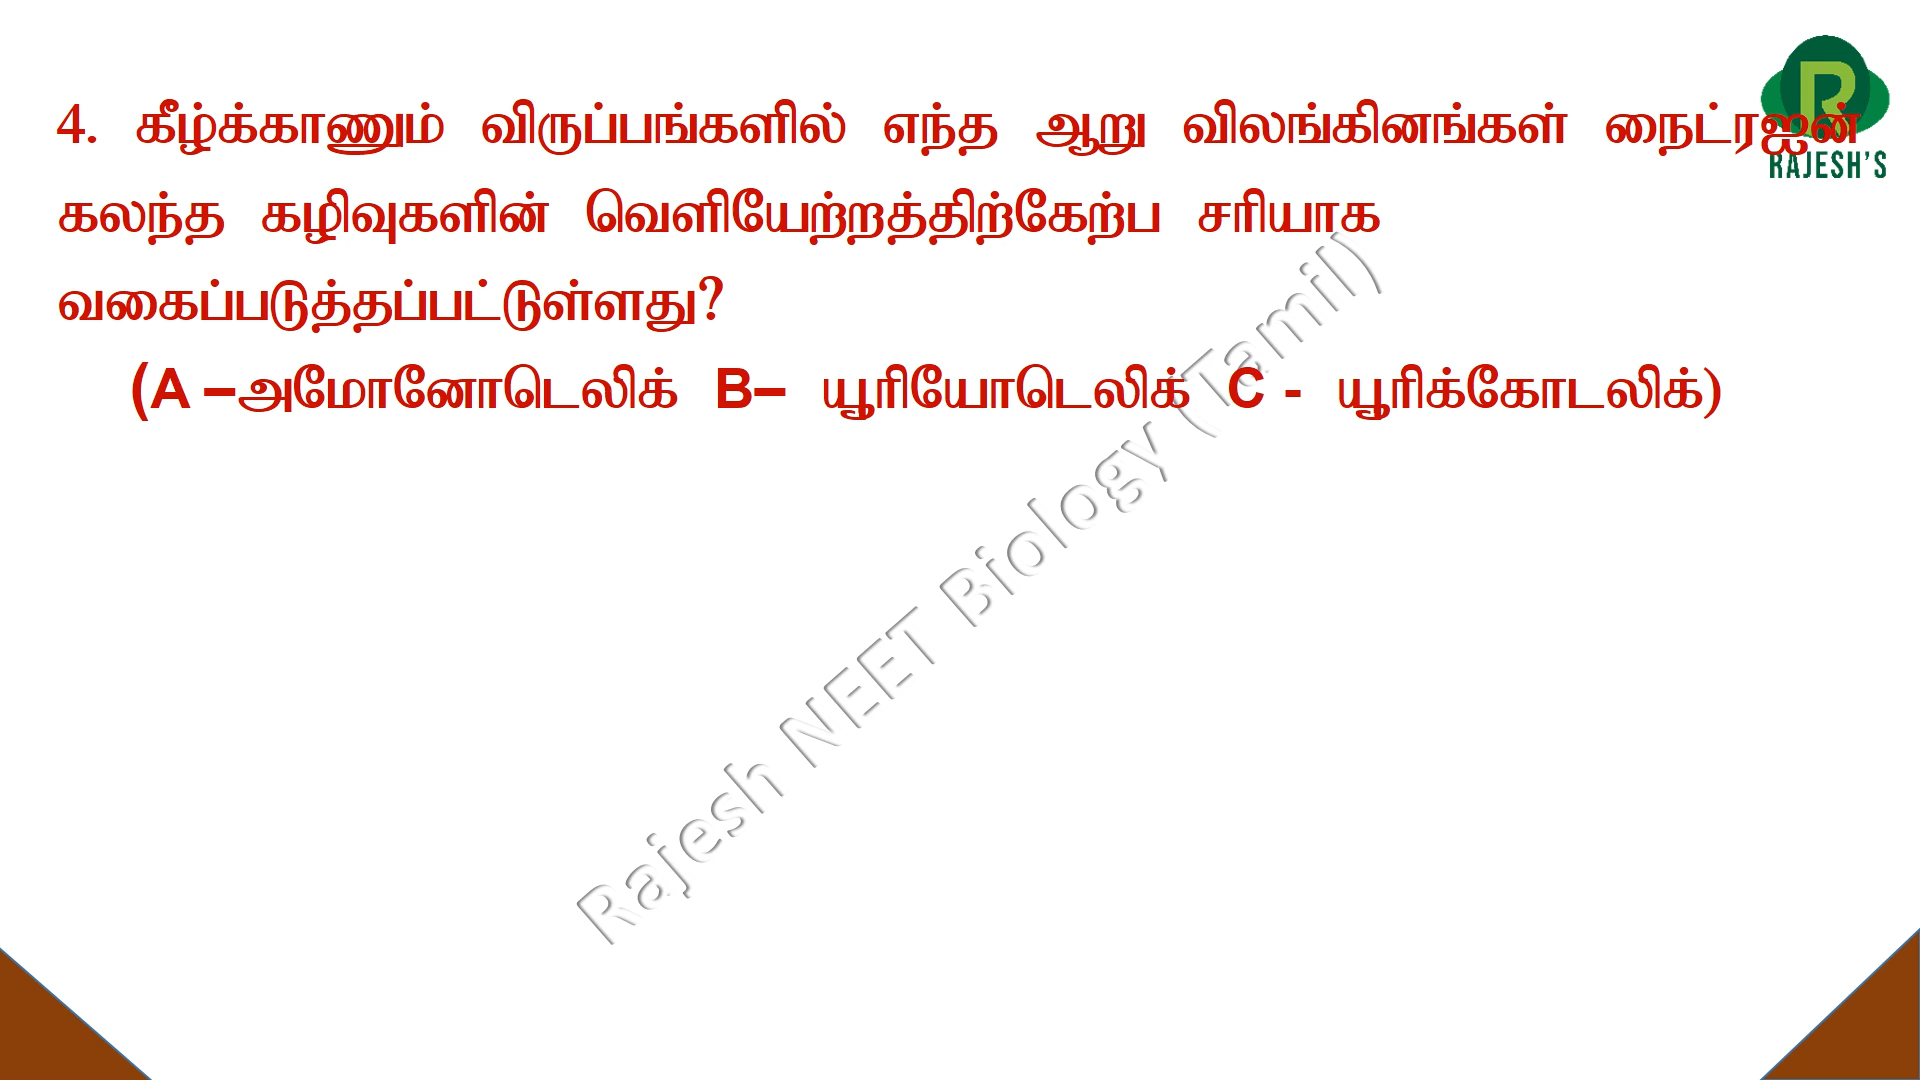 4. கீழ்க்காணும் விருப்பங்களில் எந்த ஆறு விலங்கினங்கள் நைட்ரஜன்
கலந்த கழிவுகளின் வெளியேற்றத்திற்கேற்ப சரியாக
வகைப்படுத்தப்பட்டுள்ளது?
(A –அமோனோடெலிக் B– யூரியோடெலிக் C - யூரிக்கோடலிக்)
R
RAJESH'S
Rajesh NEET Biology (Tamil)